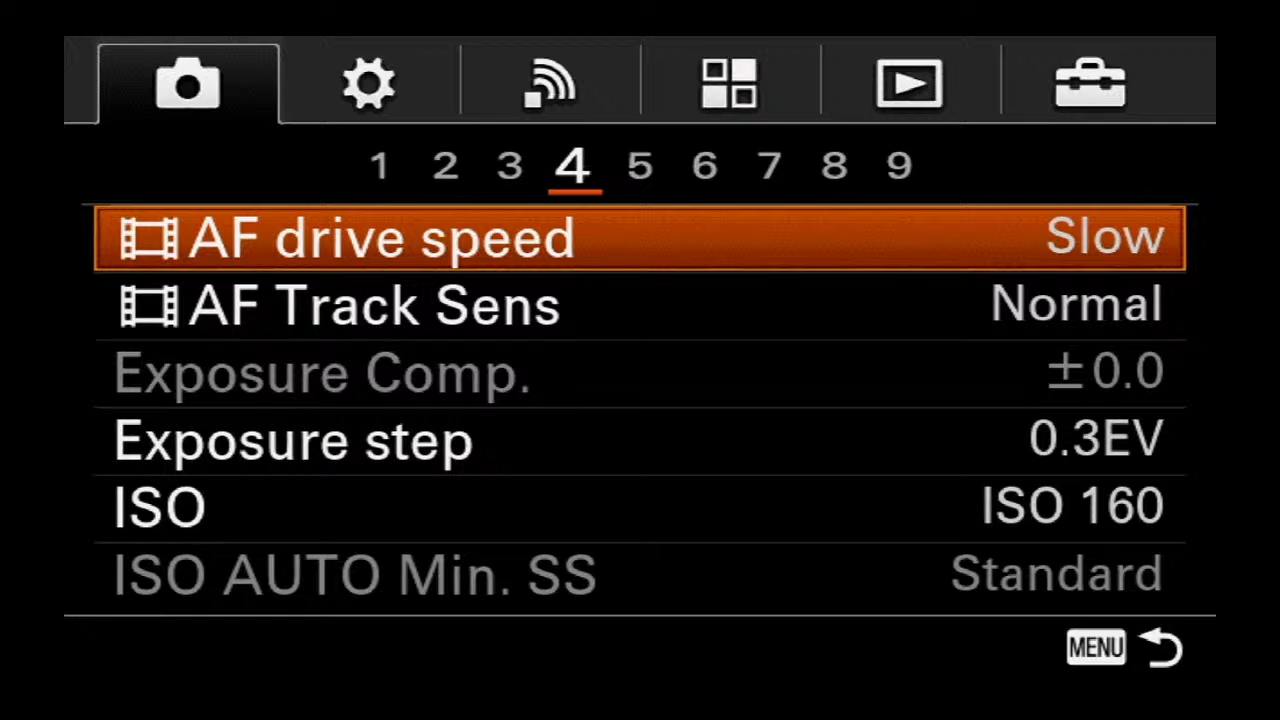 1 2 3 4 5 6 7 8 9
AF drive speed Slow
AF Track Sens Normal
Exposure Comp. ±0.0
Exposure step 0.3EV
ISO ISO 160
ISO AUTO Min. SS Standard
MENU